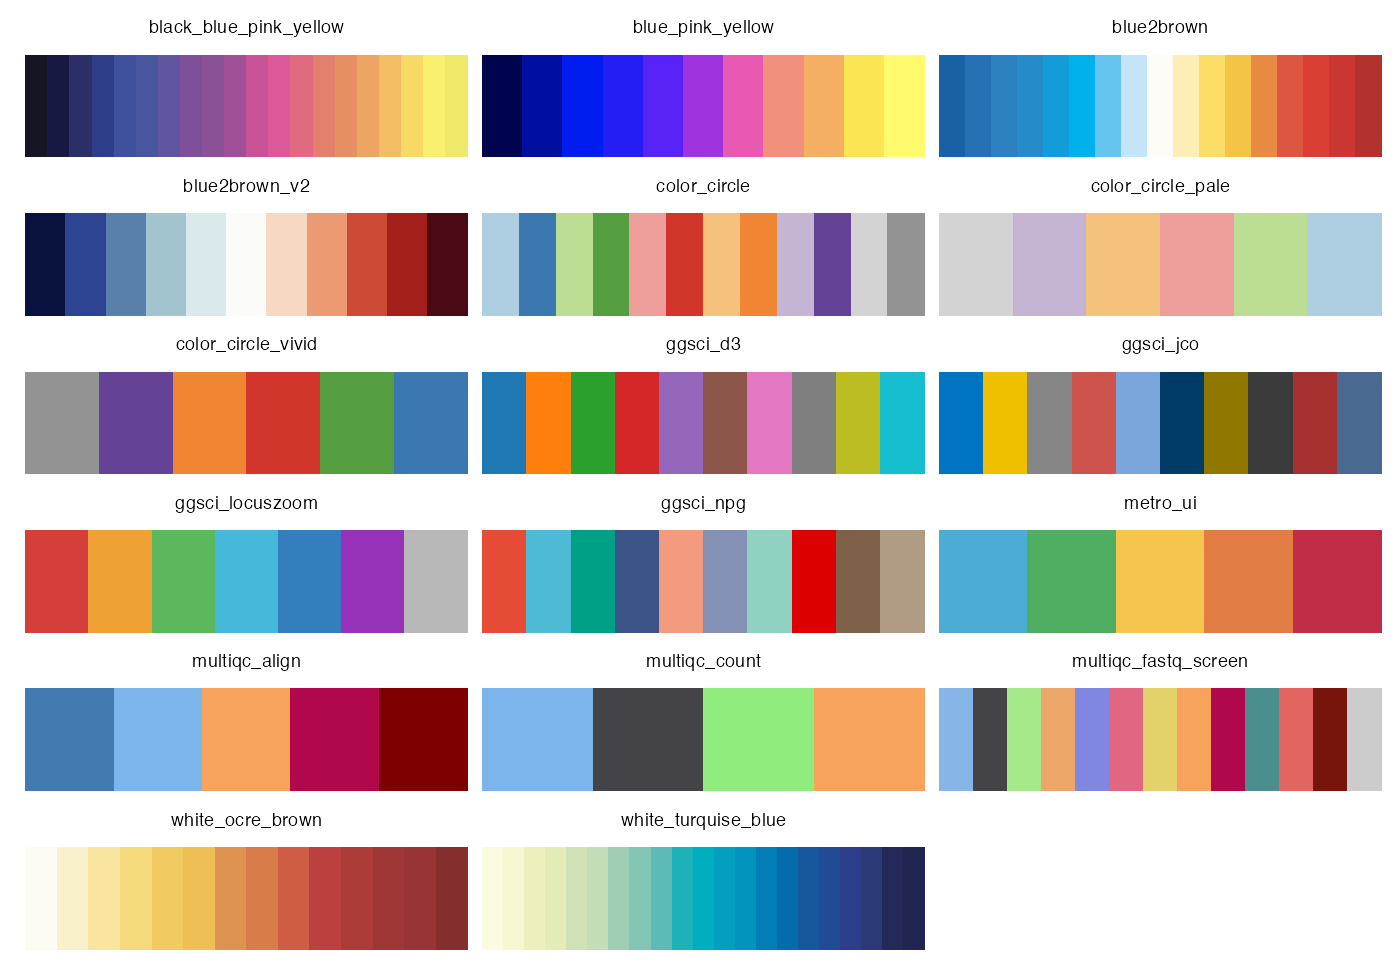 black_blue_pink_yellow
blue_pink_yellow
blue2brown
blue2brown_v2
color_circle
color_circle_pale
color_circle_vivid
ggsci_d3
ggsci_jco
ggsci_locuszoom
ggsci_npg
metro_ui
multiqc_align
multiqc_count
multiqc_fastq_screen
white_ocre_brown
white_turquise_blue